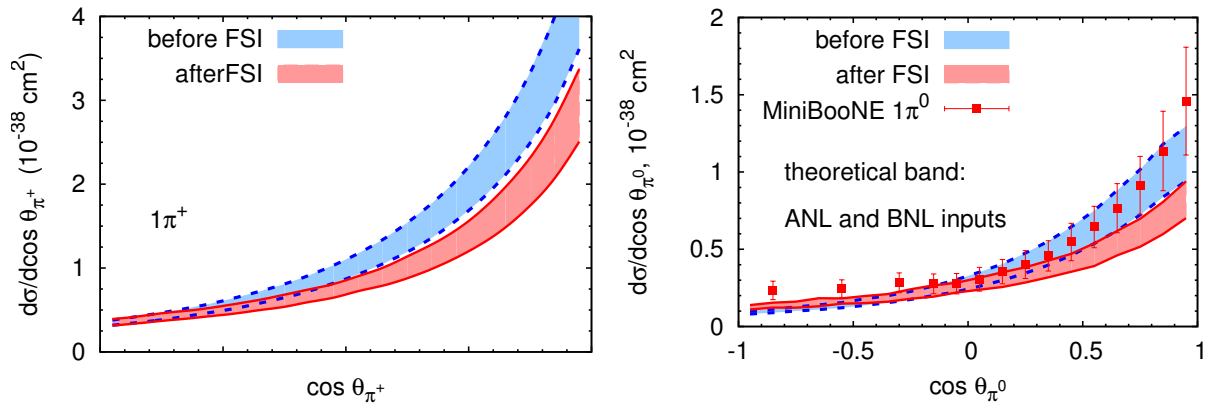 dσ/dcos θπ+ (10-38 cm2)
4
3
2
1
0
before FSI
afterFSI
1π+
cos θπ+
dσ/dcos θπ0, 10-38 cm2
2
1.5
1
0.5
0
before FSI
after FSI
MiniBooNE 1π0
theoretical band:
ANL and BNL inputs
-1
-0.5
0
0.5
1
cos θπ0